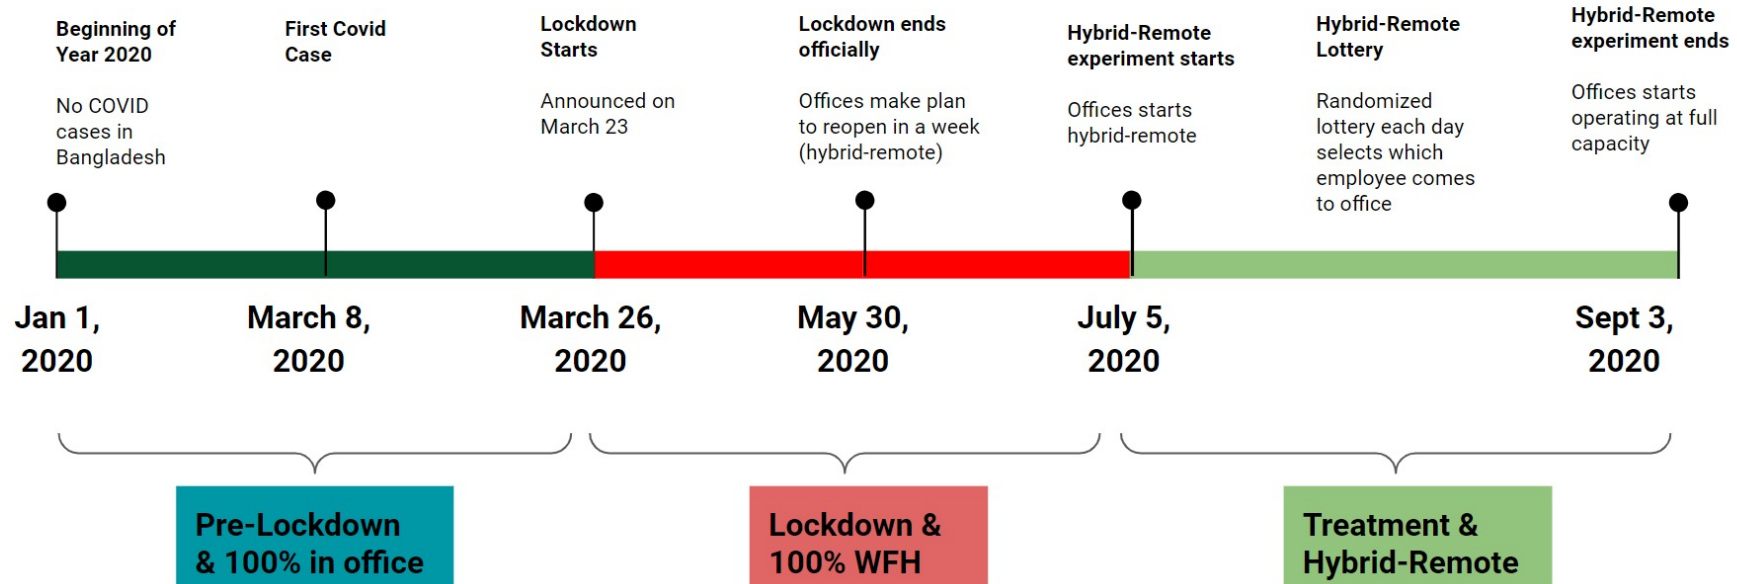 Beginning of
Year 2020
No COVID
cases in
Bangladesh
First Covid
Case
Lockdown
Starts
Announced on
March 23
Lockdown ends
officially
Offices make plan
to reopen in a week
(hybrid-remote)
Hybrid-Remote
experiment starts
Offices starts
hybrid-remote
Hybrid-Remote
Lottery
Randomized
lottery each day
selects which
employee comes
to office
Hybrid-Remote
experiment ends
Offices starts
operating at full
capacity
Jan 1,
2020
March 8,
2020
March 26,
2020
May 30,
2020
July 5,
2020
Sept 3,
2020
Pre-Lockdown
& 100% in office
Lockdown &
100% WFH
Treatment &
Hybrid-Remote